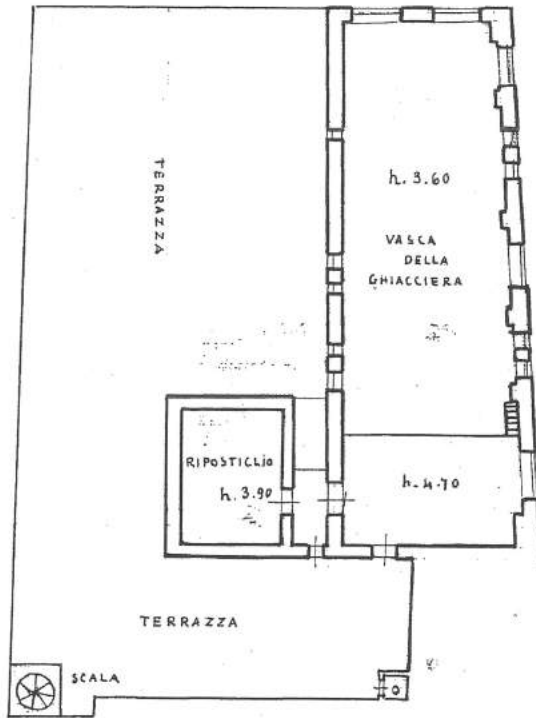 TERRAZZA
h. 3.60
VASCA
DELLA
GHIACCIERA
RIPOSTIGLIO
h. 3.90
h. 4.70
TERRAZZA
SCALA